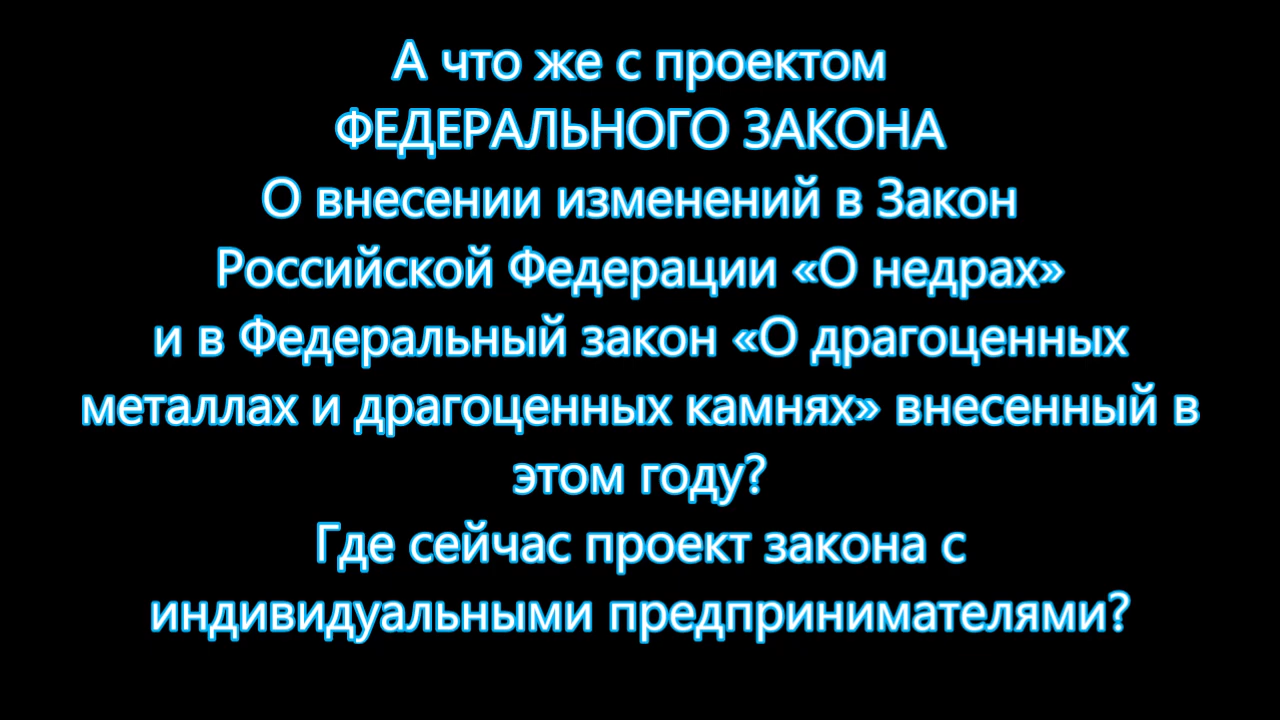 А что же с проектом
ФЕДЕРАЛЬНОГО ЗАКОНА
О внесении изменений в Закон
Российской Федерации «О недрах»
и в Федеральный закон «О драгоценных
металлах и драгоценных камнях» внесенный в
этом году?
Где сейчас проект закона с
индивидуальными предпринимателями?